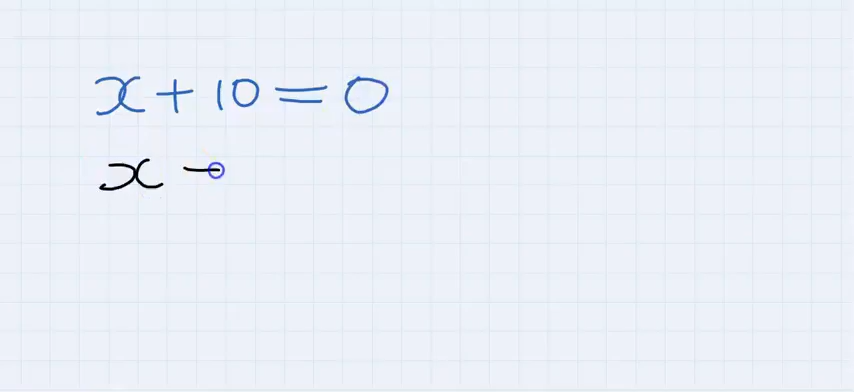 x + 10 = 0
x –